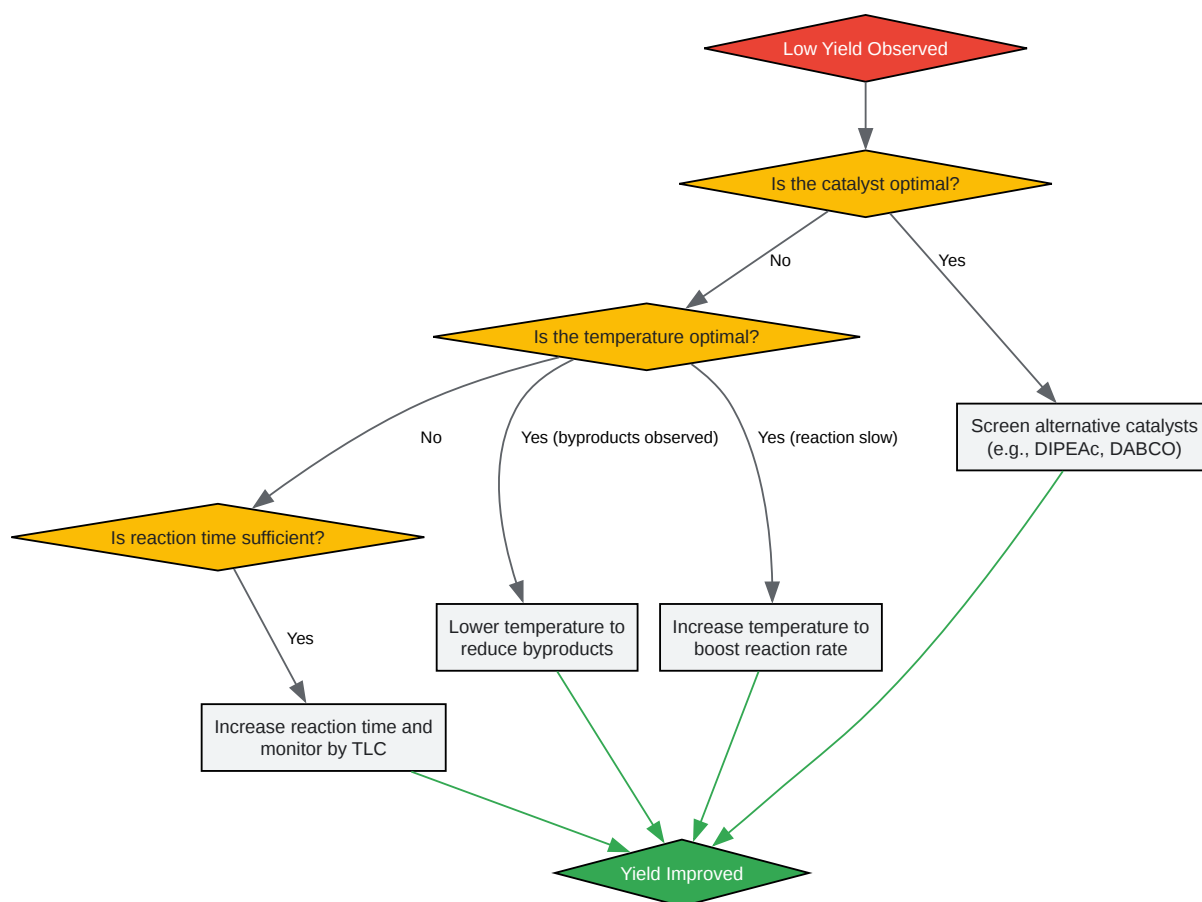 Low Yield Observed
Is the catalyst optimal?
No
Yes
Is the temperature optimal?
Screen alternative catalysts
(e.g., DIPEAc, DABCO)
No
Yes (byproducts observed)
Yes (reaction slow)
Is reaction time sufficient?
Lower temperature to
reduce byproducts
Increase temperature to
boost reaction rate
Yes
Increase reaction time and
monitor by TLC
Yield Improved